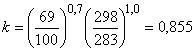 k = (69/100)^0,7 (298/283)^1,0 = 0,855